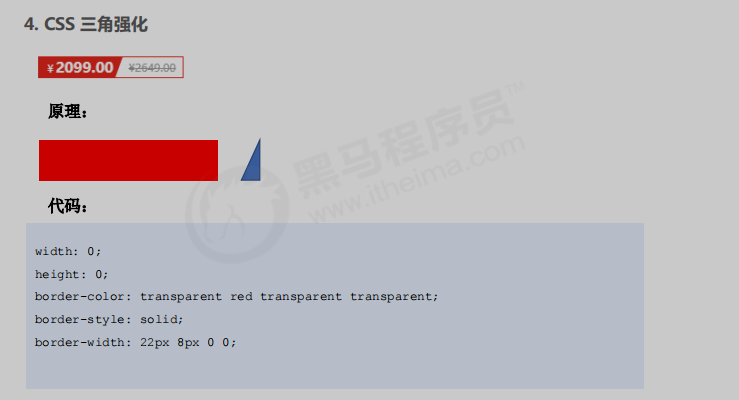 4. CSS 三角强化
¥2099.00 ¥2649.00
原理：
黑马程序员™
www.itheima.com
代码：
width: 0;
height: 0;
border-color: transparent red transparent transparent;
border-style: solid;
border-width: 22px 8px 0 0;